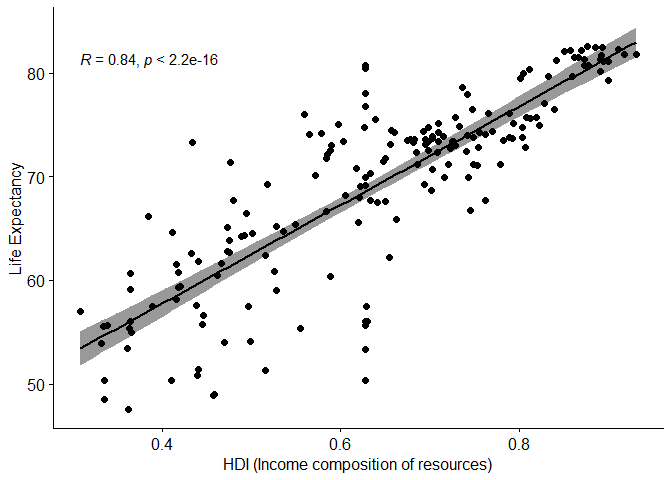 R = 0.84, p < 2.2e-16
80
70
60
50
Life Expectancy
0.4 0.6 0.8
HDI (Income composition of resources)